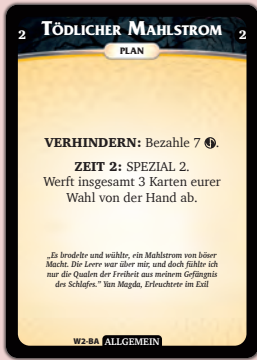 2 TÖDLICHER MAHLSTROM 2
PLAN
VERHINDERN: Bezahle 7 .
ZEIT 2: SPEZIAL 2.
Werft insgesamt 3 Karten eurer
Wahl von der Hand ab.
„Es brodelte und wühlte, ein Mahlstrom von böser
Macht. Die Leere war über mir, und doch fühlte ich
nur die Qualen der Freiheit aus meinem Gefängnis
des Schlafes.” Yan Magda, Erleuchtete im Exil
W2-BA ALLGEMEIN